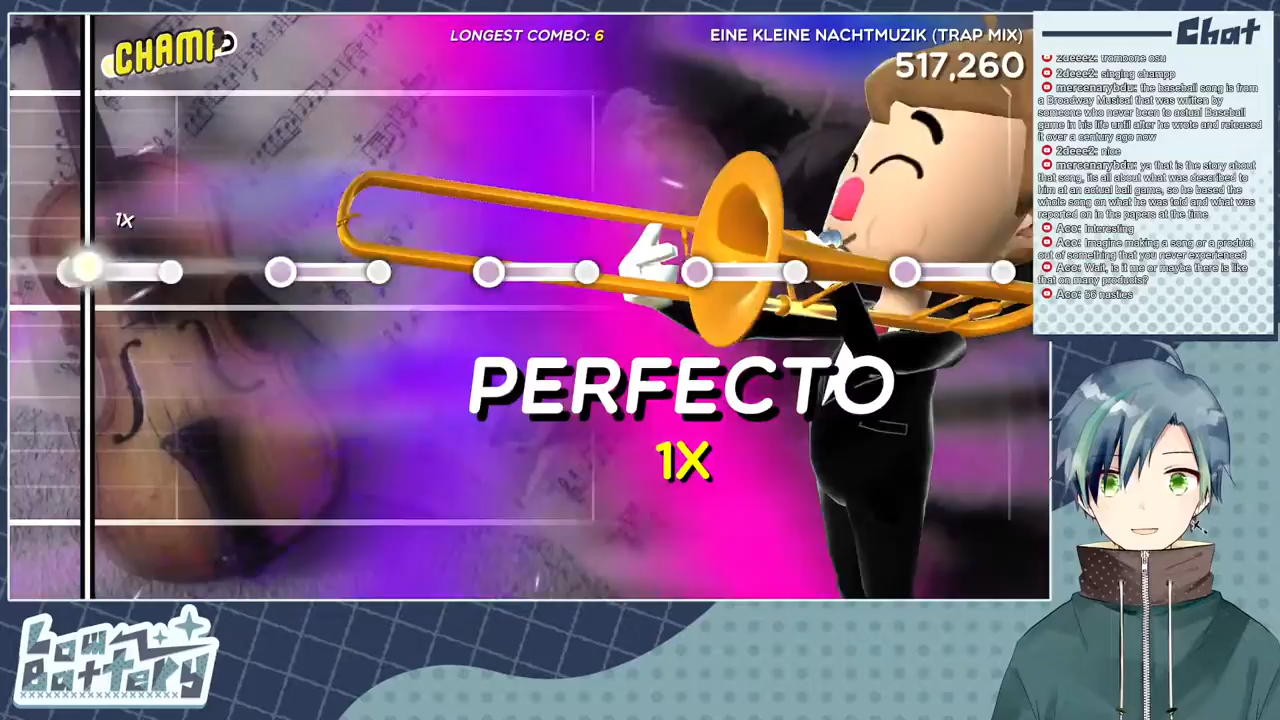 CHAMP
LONGEST COMBO: 6
EINE KLEINE NACHTMUZIK (TRAP MIX)
517,260
1X
PERFECTO
1X
Chat
2deee2: trombone osu
2deee2: singing champp
mercenarybdu: the baseball song is from
a Broadway Musical that was written by
someone who never been to actual Baseball
game in his life until after he wrote and released
it over a century ago now
2deee2: nice
mercenarybdu: ya that is the story about
that song, its all about what was described to
him at an actual ball game, so he based the
whole song on what he was told and what was
reported on in the papers at the time
Aco: Interesting
Aco: Imagine making a song or a product
out of something that you never experienced
Aco: Wait, is it me or maybe there is like
that on many products?
Aco: 56 nasties
Low
Battery